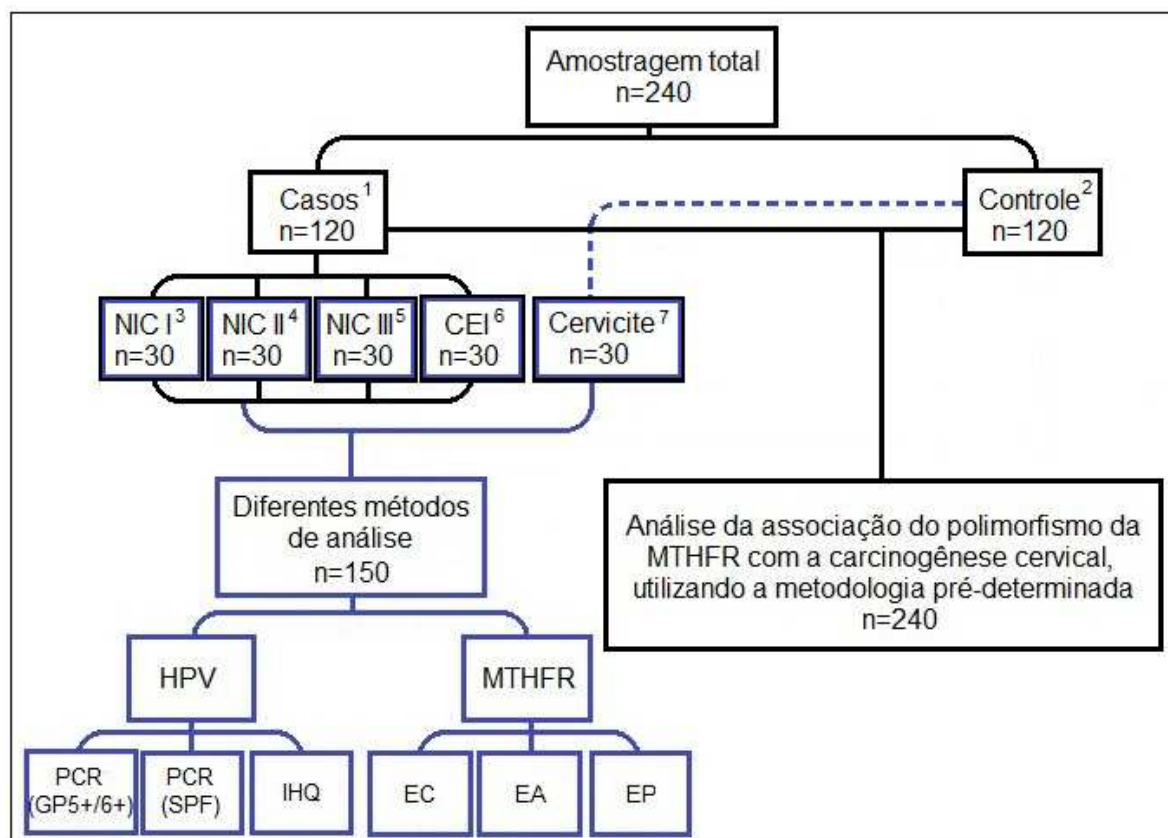 Amostragem total
n=240
Casos¹
n=120
Controle²
n=120
NIC I³
n=30
NIC II⁴
n=30
NIC III⁵
n=30
CEI⁶
n=30
Cervicite⁷
n=30
Diferentes métodos
de análise
n=150
Análise da associação do polimorfismo da
MTHFR com a carcinogênese cervical,
utilizando a metodologia pré-determinada
n=240
HPV
MTHFR
PCR
(GP5+/6+)
PCR
(SPF)
IHQ
EC
EA
EP